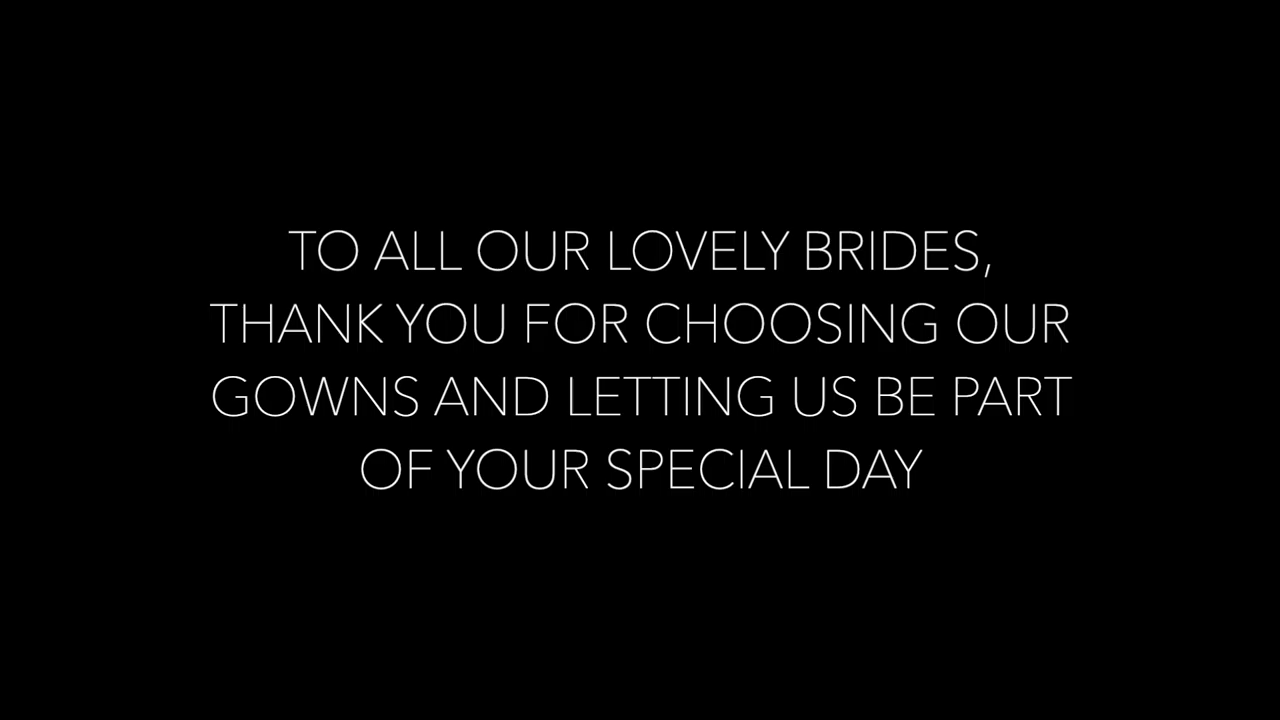 TO ALL OUR LOVELY BRIDES,
THANK YOU FOR CHOOSING OUR
GOWNS AND LETTING US BE PART
OF YOUR SPECIAL DAY